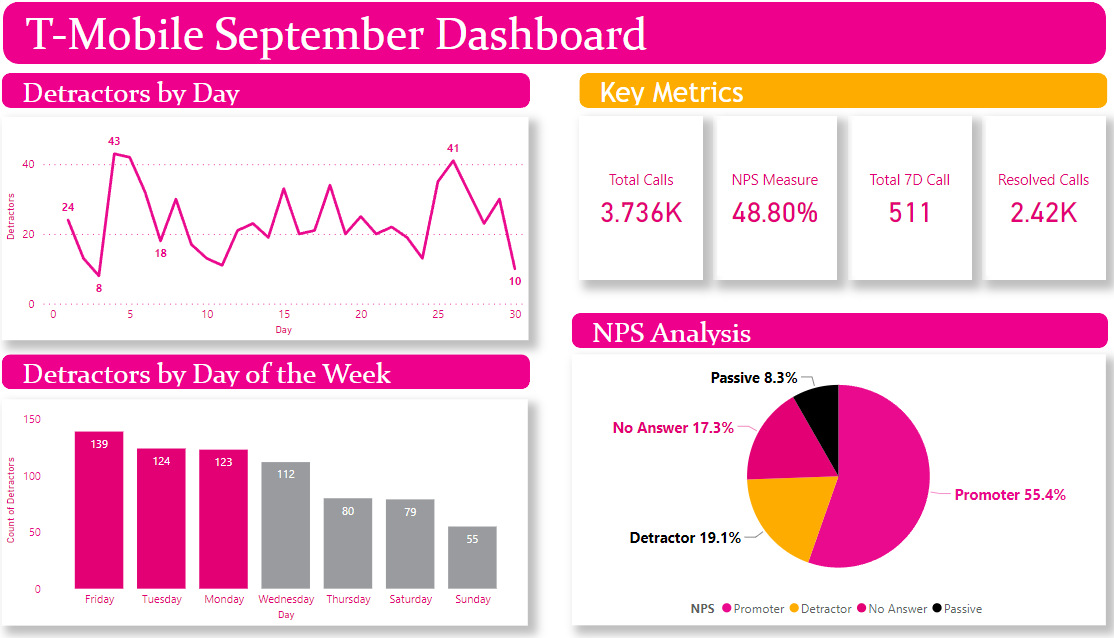 T-Mobile September Dashboard
Detractors by Day
43
41
40
24
20
18
8
10
0
0 5 10 15 20 25 30
Detractors
Day
Key Metrics
Total Calls
3.736K
NPS Measure
48.80%
Total 7D Call
511
Resolved Calls
2.42K
Detractors by Day of the Week
150
100
50
0
139 124 123 112 80 79 55
Friday Tuesday Monday Wednesday Thursday Saturday Sunday
Count of Detractors
Day
NPS Analysis
Passive 8.3%
No Answer 17.3%
Promoter 55.4%
Detractor 19.1%
NPS Promoter Detractor No Answer Passive